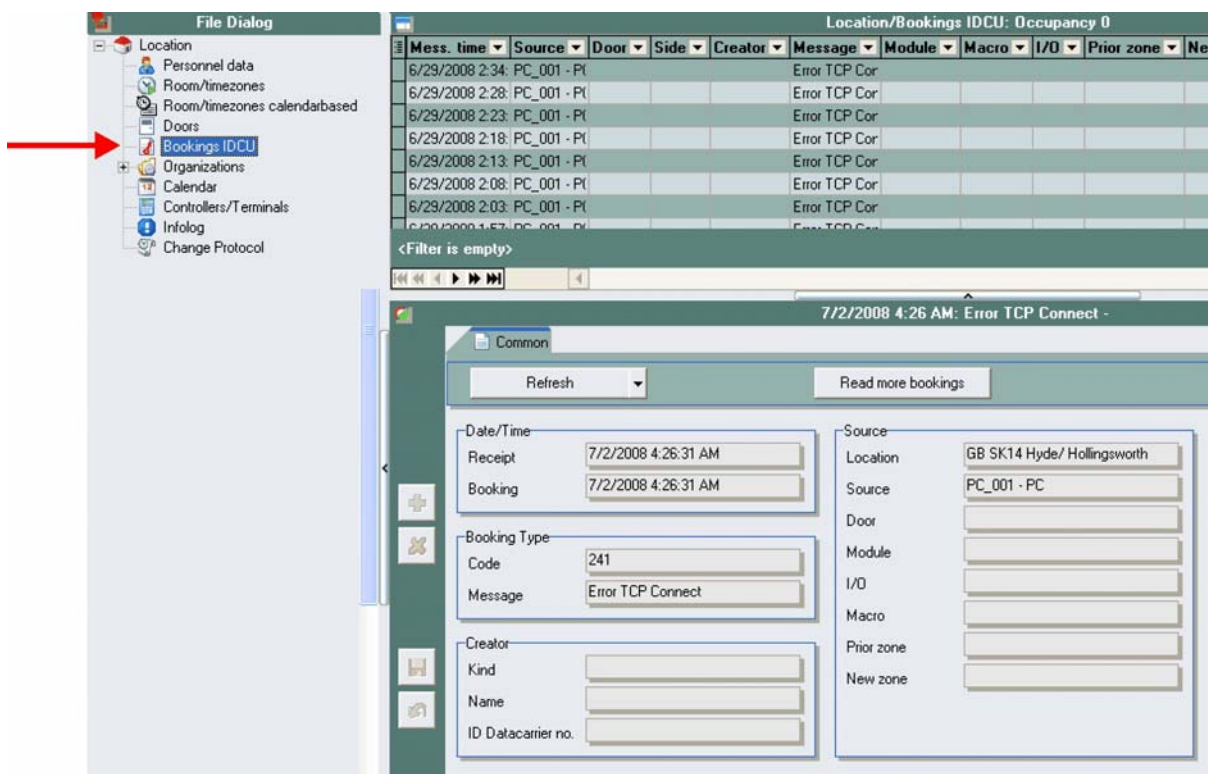 File Dialog
Location
Personnel data
Room/timezones
Room/timezones calendarbased
Doors
Bookings IDCU
Organizations
Calendar
Controllers/Terminals
Infolog
Change Protocol
Location/Bookings IDCU: Occupancy 0
Mess. time Source Door Side Creator Message Module Macro I/O Prior zone Ne
6/29/2008 2:34: PC_001 - P( Error TCP Cor
6/29/2008 2:28: PC_001 - P( Error TCP Cor
6/29/2008 2:23: PC_001 - P( Error TCP Cor
6/29/2008 2:18: PC_001 - P( Error TCP Cor
6/29/2008 2:13: PC_001 - P( Error TCP Cor
6/29/2008 2:08: PC_001 - P( Error TCP Cor
6/29/2008 2:03: PC_001 - P( Error TCP Cor
<Filter is empty>
7/2/2008 4:26 AM: Error TCP Connect -
Common
Refresh Read more bookings
Date/Time
Receipt 7/2/2008 4:26:31 AM
Booking 7/2/2008 4:26:31 AM
Booking Type
Code 241
Message Error TCP Connect
Creator
Kind
Name
ID Datacarrier no.
Source
Location GB SK14 Hyde/ Hollingsworth
Source PC_001 - PC
Door
Module
I/O
Macro
Prior zone
New zone